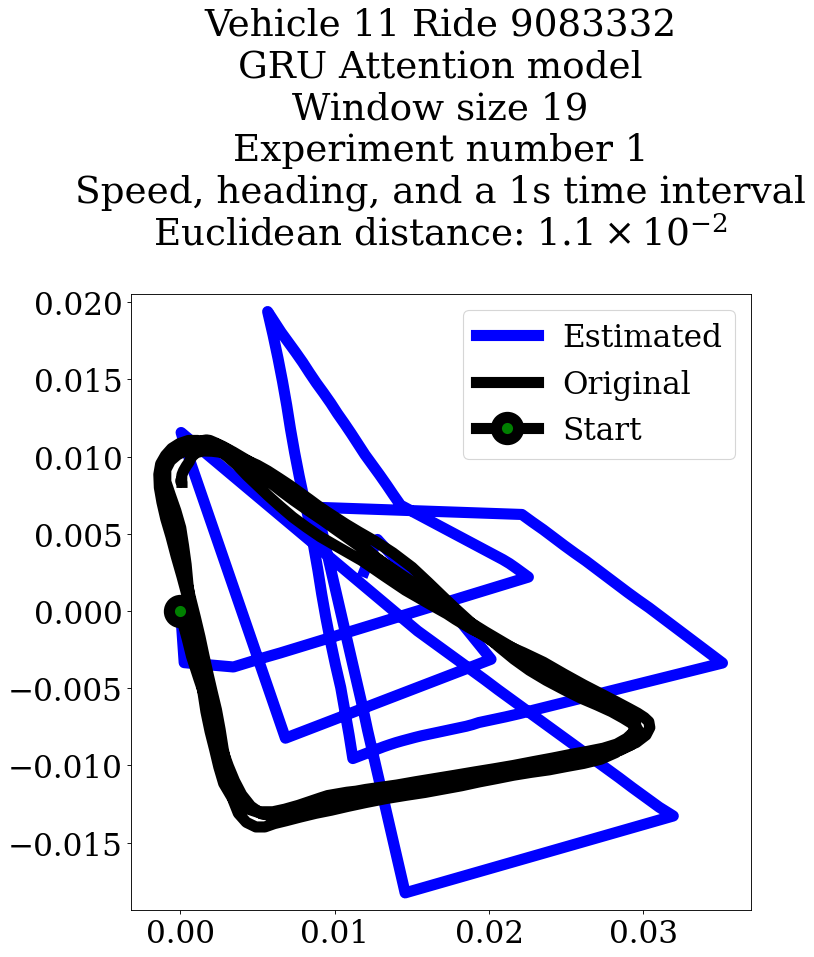 Vehicle 11 Ride 9083332
GRU Attention model
Window size 19
Experiment number 1
Speed, heading, and a 1s time interval
Euclidean distance: 1.1 × 10⁻²
0.020
0.015
0.010
0.005
0.000
−0.005
−0.010
−0.015
Estimated
Original
Start
0.00 0.01 0.02 0.03